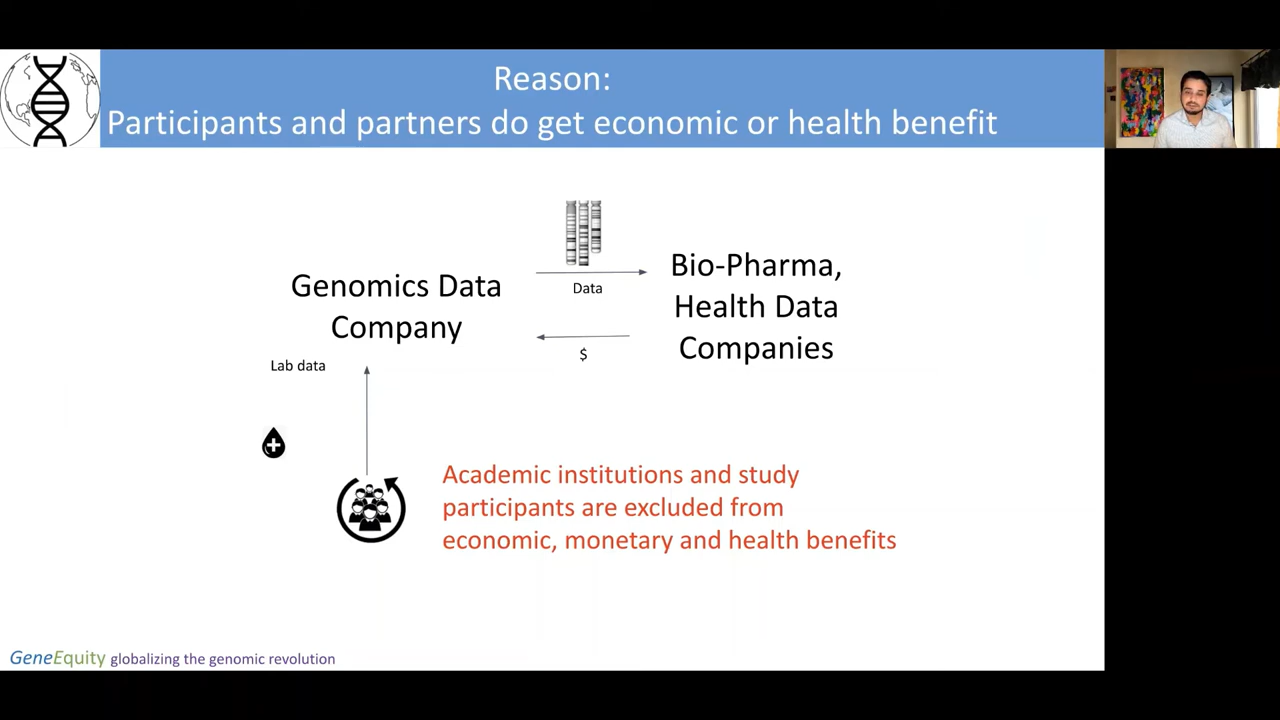 Reason:
Participants and partners do get economic or health benefit
Genomics Data
Company
Data
$
Bio-Pharma,
Health Data
Companies
Lab data
Academic institutions and study
participants are excluded from
economic, monetary and health benefits
GeneEquity globalizing the genomic revolution